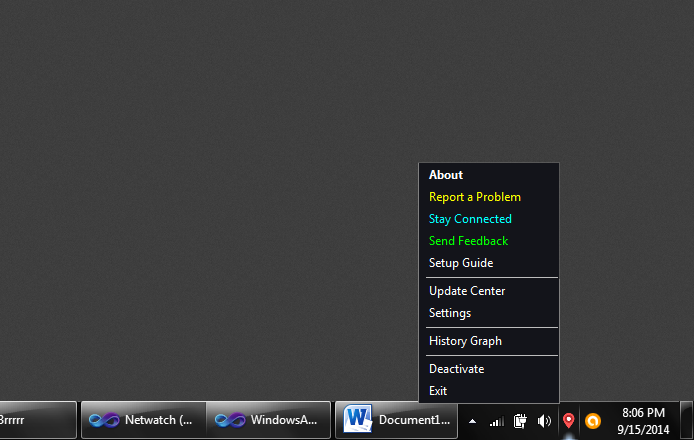 About
Report a Problem
Stay Connected
Send Feedback
Setup Guide
Update Center
Settings
History Graph
Deactivate
Exit
Brrrrr
Netwatch (...
WindowsA...
W
Document1...
8:06 PM
9/15/2014